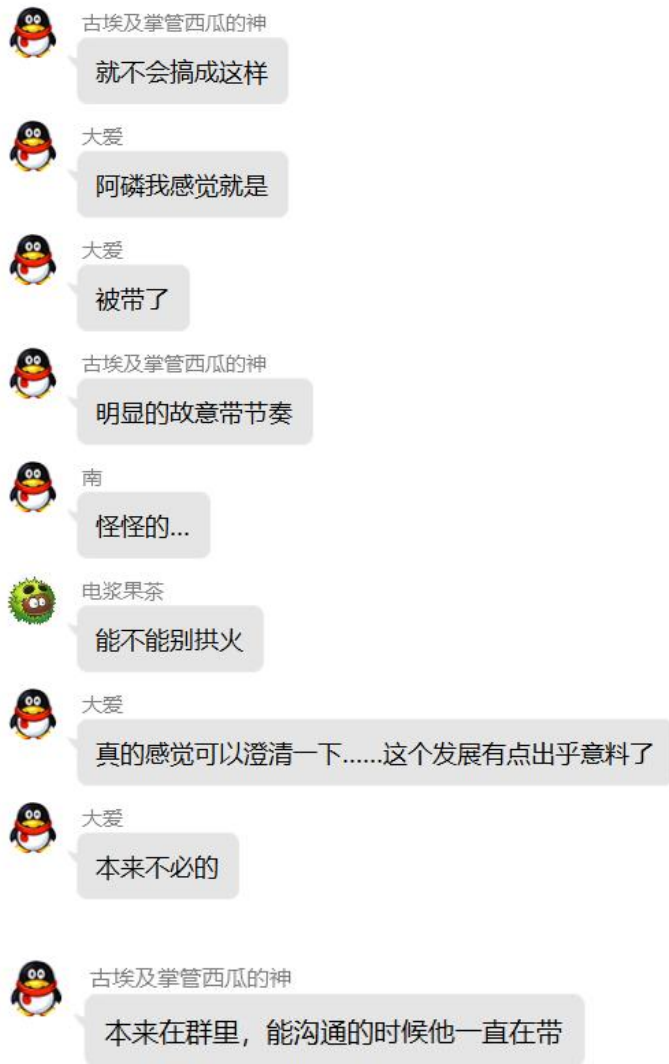 古埃及掌管西瓜的神
就不会搞成这样
大爱
阿磷我感觉就是
大爱
被带了
古埃及掌管西瓜的神
明显的故意带节奏
南
怪怪的...
电浆果茶
能不能别拱火
大爱
真的感觉可以澄清一下......这个发展有点出乎意料了
大爱
本来不必的
古埃及掌管西瓜的神
本来在群里，能沟通的时候他一直在带